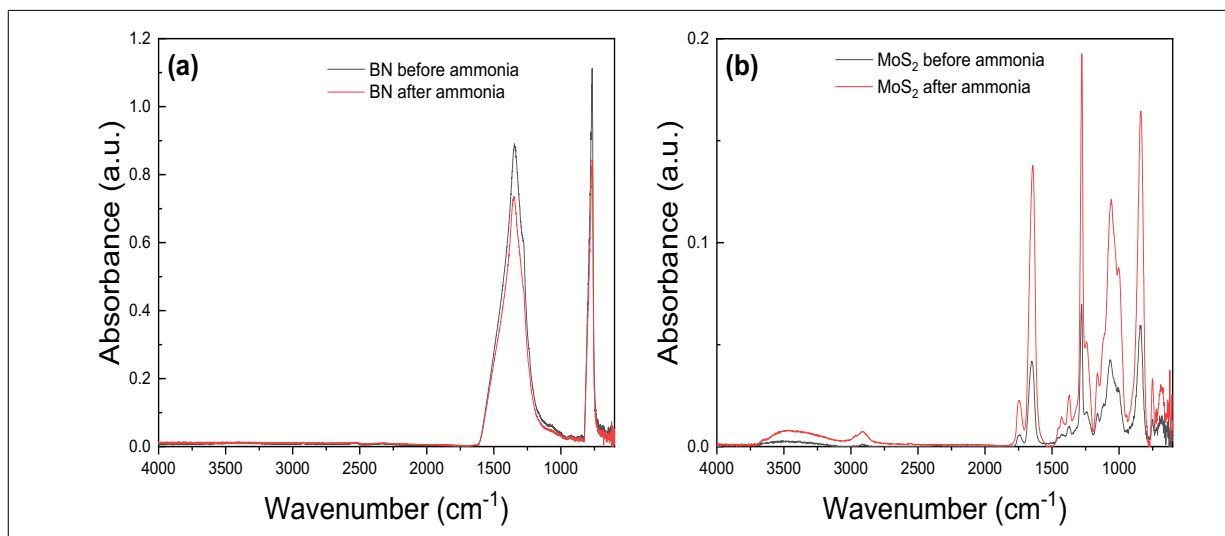 (a)
BN before ammonia
BN after ammonia
1.2
1.0
0.8
0.6
0.4
0.2
0.0
Absorbance (a.u.)
4000 3500 3000 2500 2000 1500 1000
Wavenumber (cm⁻¹)
(b)
MoS₂ before ammonia
MoS₂ after ammonia
0.2
0.1
0.0
Absorbance (a.u.)
4000 3500 3000 2500 2000 1500 1000
Wavenumber (cm⁻¹)